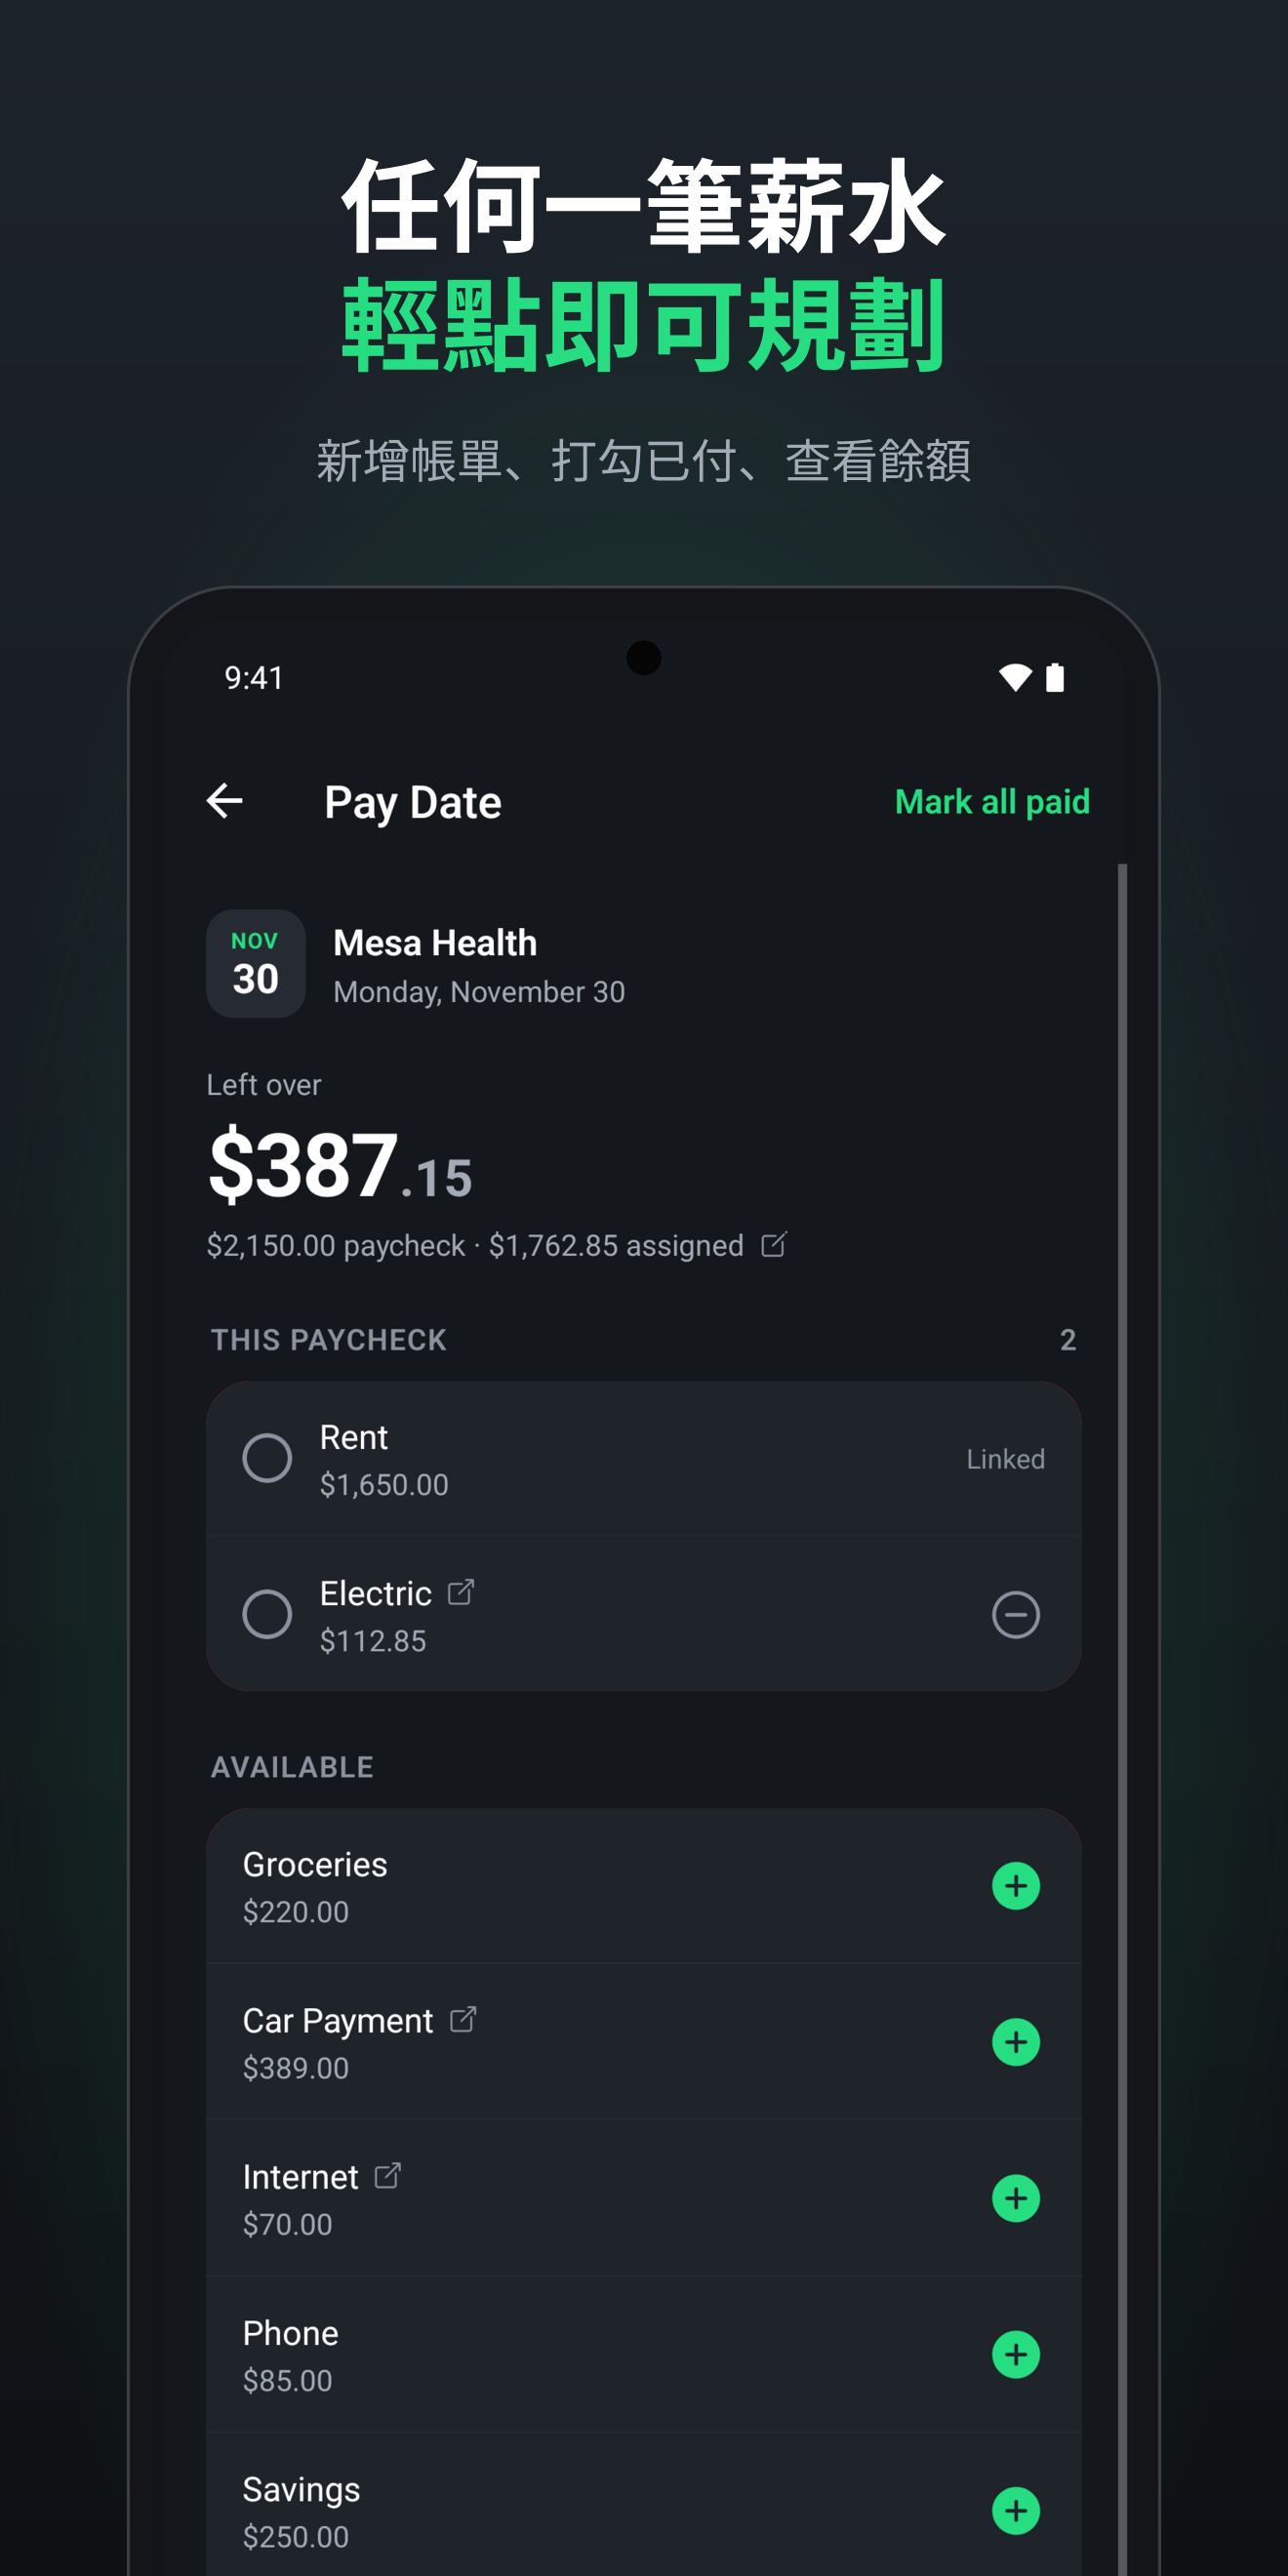 任何一筆薪水
輕點即可規劃
新增帳單、打勾已付、查看餘額
9:41
Pay Date
Mark all paid
NOV
30
Mesa Health
Monday, November 30
Left over
$387.15
$2,150.00 paycheck · $1,762.85 assigned
THIS PAYCHECK
2
Rent
$1,650.00
Linked
Electric
$112.85
AVAILABLE
Groceries
$220.00
Car Payment
$389.00
Internet
$70.00
Phone
$85.00
Savings
$250.00